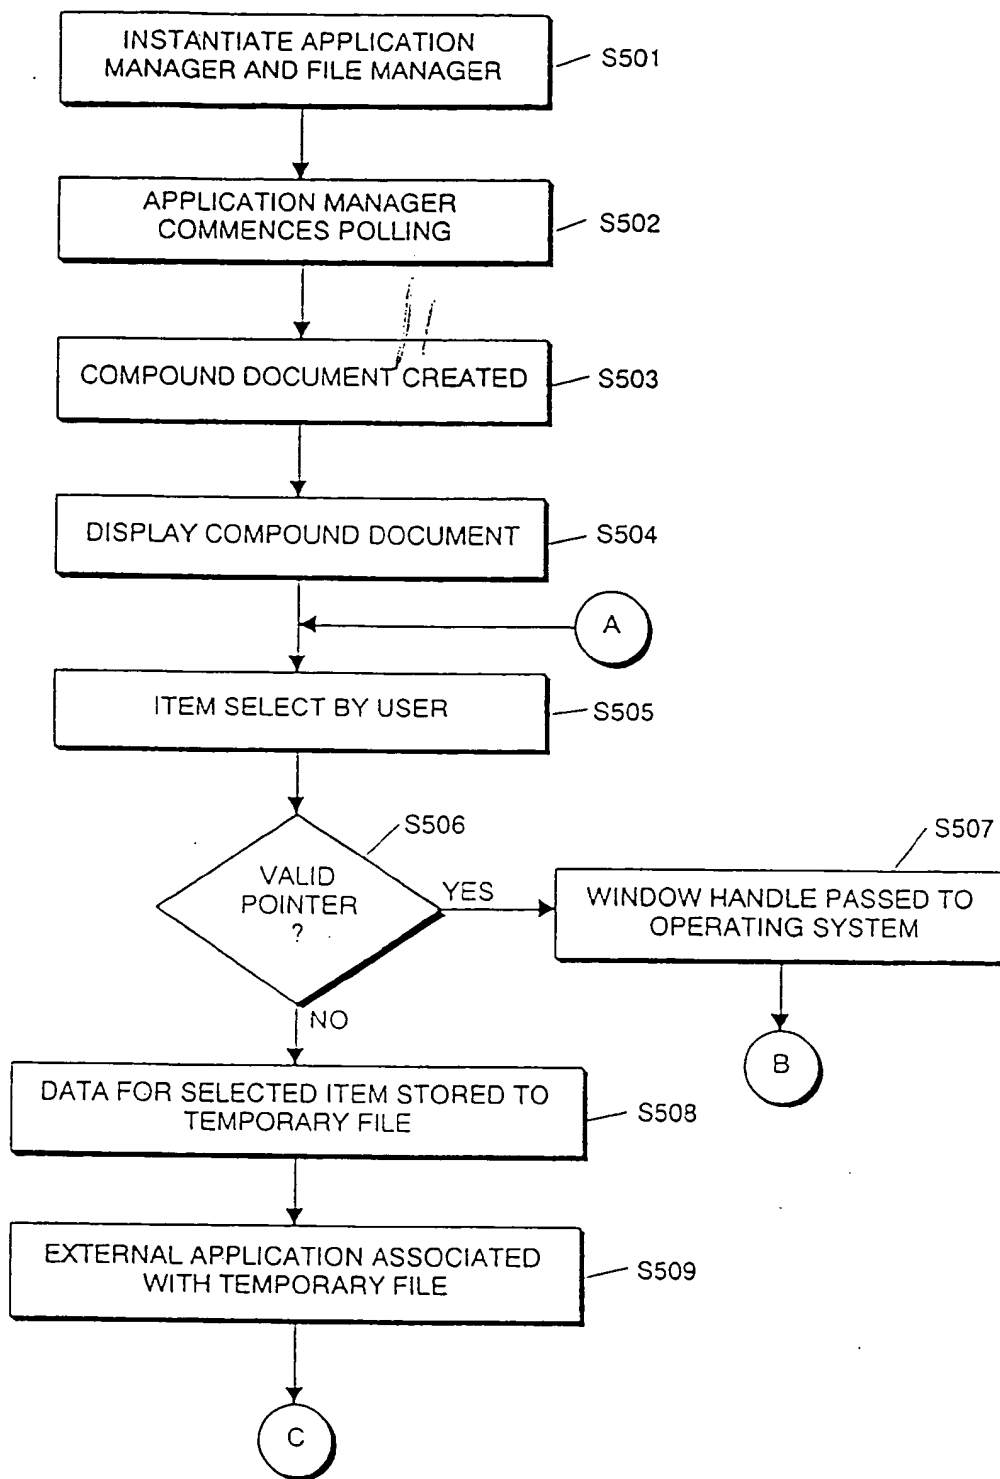 INSTANTIATE APPLICATION
MANAGER AND FILE MANAGER
S501
APPLICATION MANAGER
COMMENCES POLLING
S502
COMPOUND DOCUMENT CREATED
S503
DISPLAY COMPOUND DOCUMENT
S504
A
ITEM SELECT BY USER
S505
S506
VALID
POINTER
?
YES
S507
WINDOW HANDLE PASSED TO
OPERATING SYSTEM
NO
B
DATA FOR SELECTED ITEM STORED TO
TEMPORARY FILE
S508
EXTERNAL APPLICATION ASSOCIATED
WITH TEMPORARY FILE
S509
C